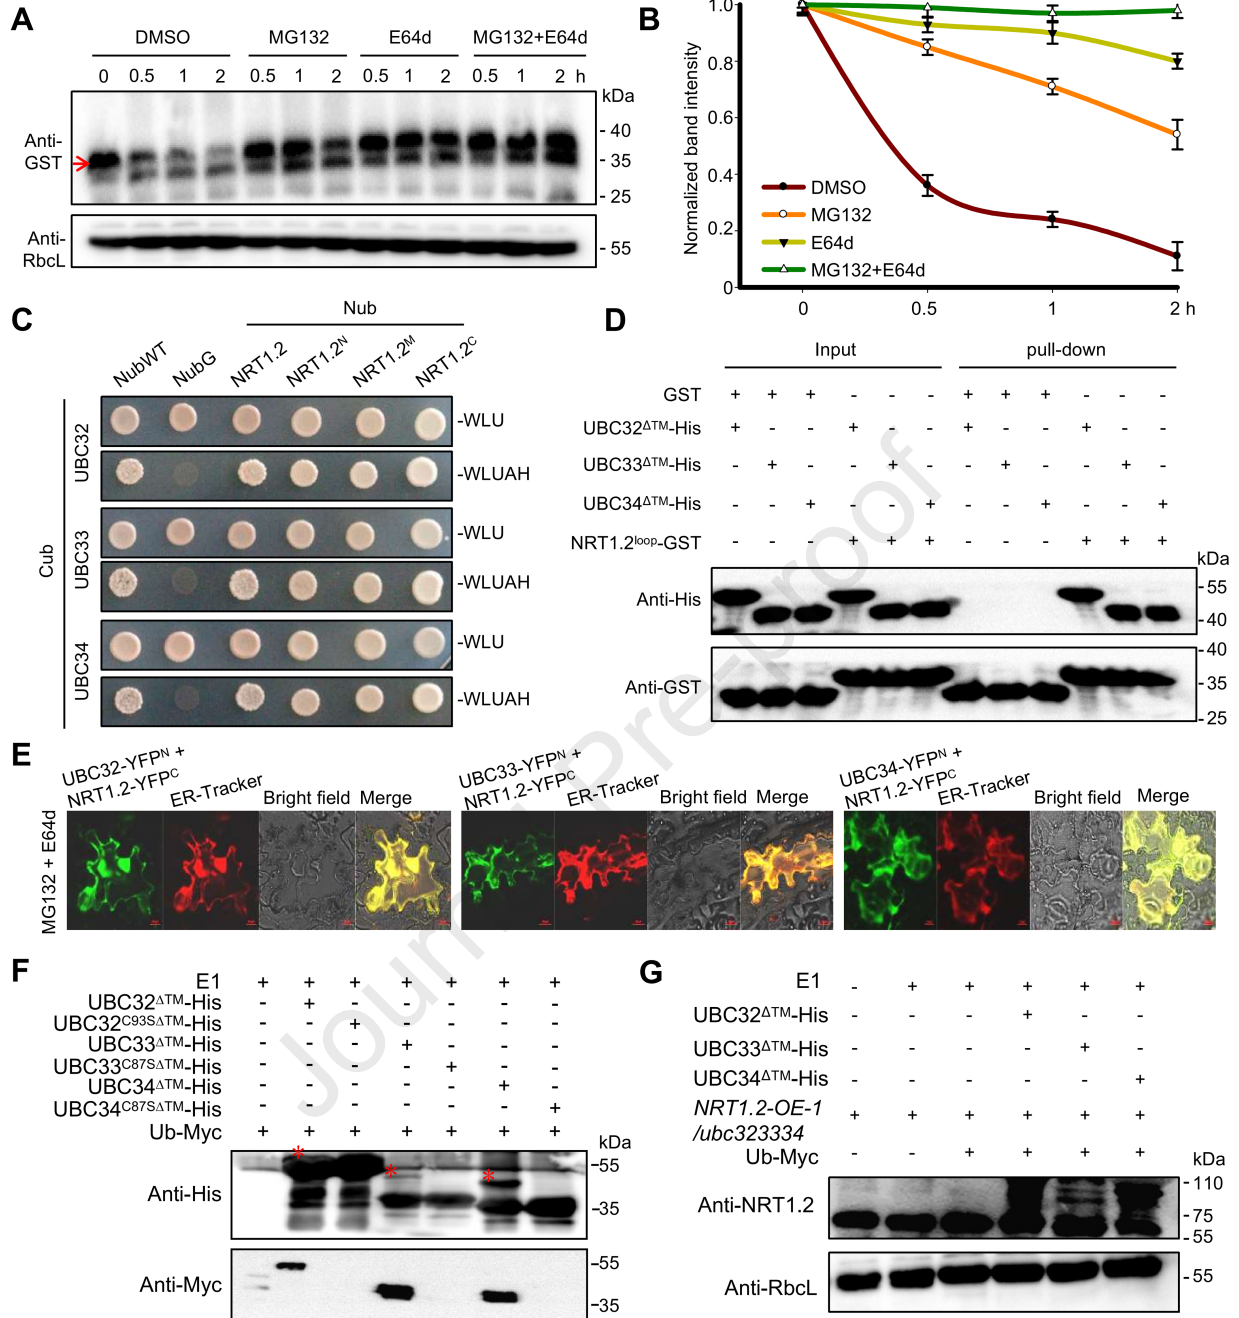 A
DMSO MG132 E64d MG132+E64d
0 0.5 1 2 0.5 1 2 0.5 1 2 0.5 1 2 h
kDa
Anti-
GST
- 40
- 35
- 25
Anti-
RbcL
- 55
B
Normalized band intensity
1.0
0.8
0.6
0.4
0.2
0
DMSO
MG132
E64d
MG132+E64d
0 0.5 1 2 h
C
Nub
NubWT NubG NRT1.2 NRT1.2ᴺ NRT1.2ᴹ NRT1.2ᶜ
Cub
UBC32
-WLU
-WLUAH
UBC33
-WLU
-WLUAH
UBC34
-WLU
-WLUAH
D
Input pull-down
GST + + + - - - + + + - - -
UBC32ΔTM-His + - - + - - + - - + - -
UBC33ΔTM-His - + - - + - - + - - + -
UBC34ΔTM-His - - + - - + - - + - - +
NRT1.2loop-GST - - - + + + - - - + + +
kDa
Anti-His
- 55
- 40
Anti-GST
- 40
- 35
- 25
E
MG132 + E64d
UBC32-YFPᴺ +
NRT1.2-YFPᶜ ER-Tracker Bright field Merge
UBC33-YFPᴺ +
NRT1.2-YFPᶜ ER-Tracker Bright field Merge
UBC34-YFPᴺ +
NRT1.2-YFPᶜ ER-Tracker Bright field Merge
F
E1 + + + + + + +
UBC32ΔTM-His - + - - - - -
UBC32C93SΔTM-His - - + - - - -
UBC33ΔTM-His - - - + - - -
UBC33C87SΔTM-His - - - - + - -
UBC34ΔTM-His - - - - - + -
UBC34C87SΔTM-His - - - - - - +
Ub-Myc + + + + + + +
kDa
Anti-His
* * *
-55
-35
Anti-Myc
-55
-35
G
E1 - + + + + +
UBC32ΔTM-His - - - + - -
UBC33ΔTM-His - - - - + -
UBC34ΔTM-His - - - - - +
NRT1.2-OE-1 + + + + + +
/ubc323334
Ub-Myc - - + + + +
kDa
Anti-NRT1.2
- 110
- 75
- 55
Anti-RbcL
- 55
Journal Pre-proof